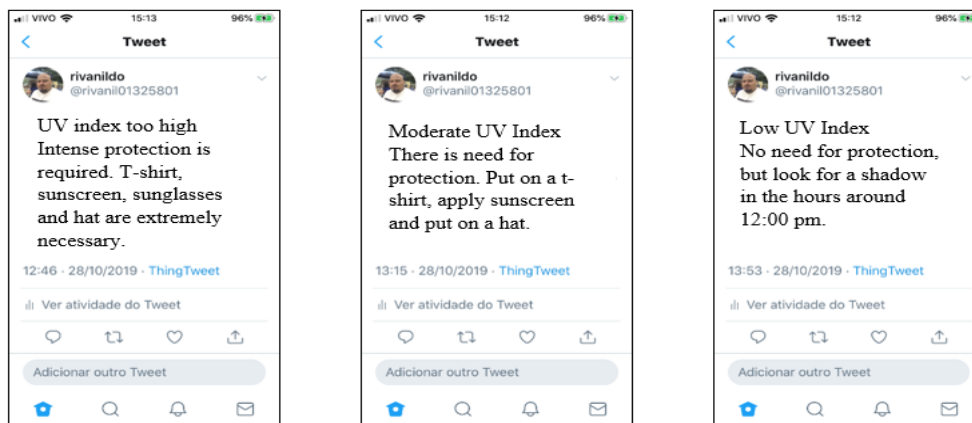 VIVO 15:13 96%
Tweet
rivanildo
@rivanil01325801
UV index too high
Intense protection is
required. T-shirt,
sunscreen, sunglasses
and hat are extremely
necessary.
12:46 · 28/10/2019 · ThingTweet
Ver atividade do Tweet
Adicionar outro Tweet
VIVO 15:12 96%
Tweet
rivanildo
@rivanil01325801
Moderate UV Index
There is need for
protection. Put on a t-
shirt, apply sunscreen
and put on a hat.
13:15 · 28/10/2019 · ThingTweet
Ver atividade do Tweet
Adicionar outro Tweet
VIVO 15:12 96%
Tweet
rivanildo
@rivanil01325801
Low UV Index
No need for protection,
but look for a shadow
in the hours around
12:00 pm.
13:53 · 28/10/2019 · ThingTweet
Ver atividade do Tweet
Adicionar outro Tweet